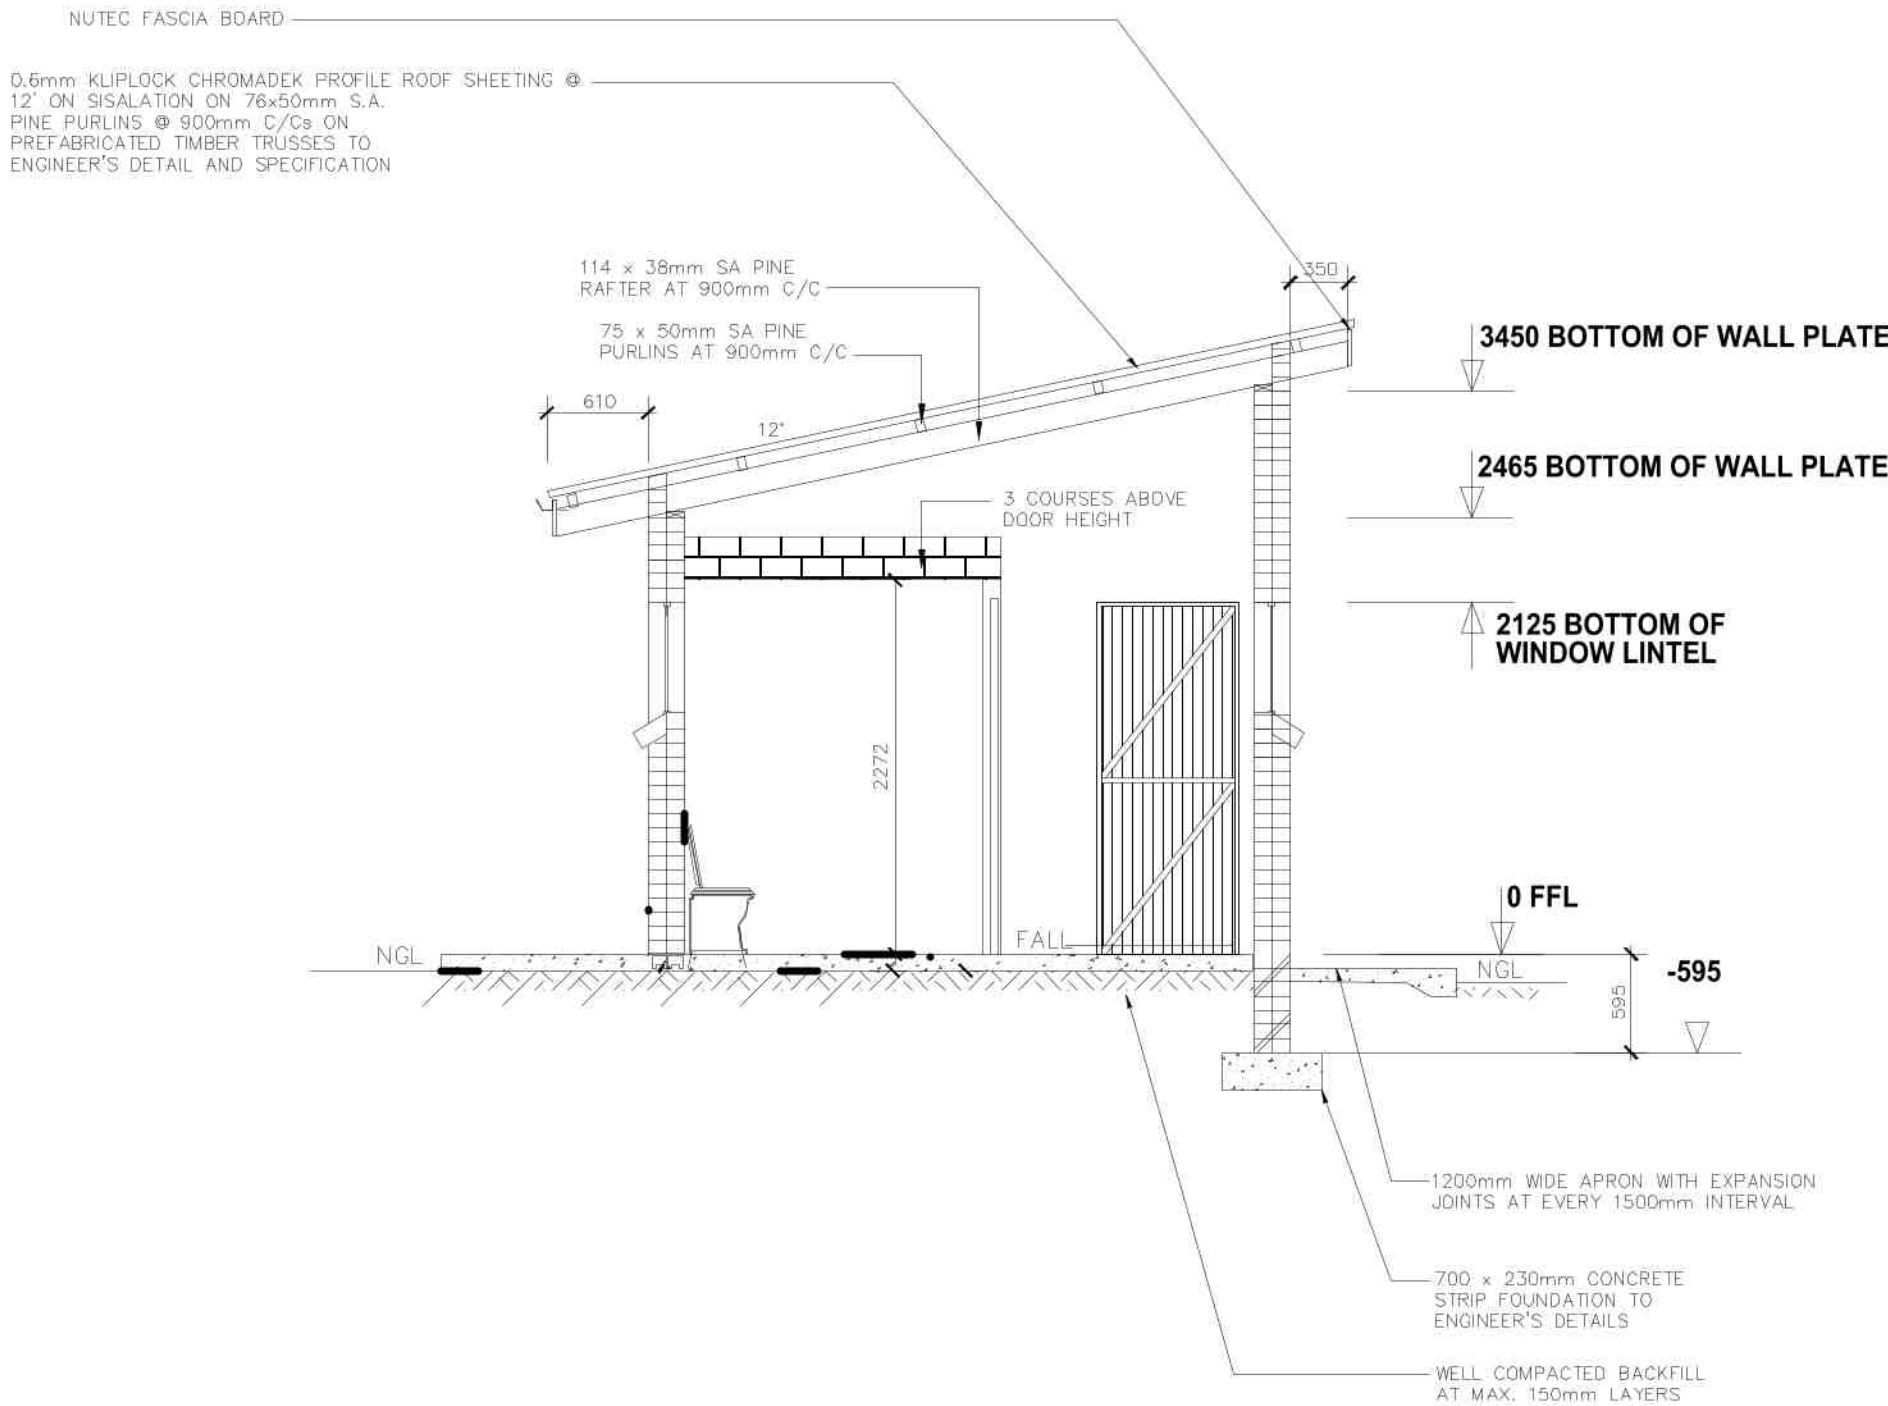 NUTEC FASCIA BOARD
0.6mm KLIPLOCK CHROMADEK PROFILE ROOF SHEETING @
12° ON SISALATION ON 76x50mm S.A.
PINE PURLINS @ 900mm C/Cs ON
PREFABRICATED TIMBER TRUSSES TO
ENGINEER'S DETAIL AND SPECIFICATION
114 x 38mm SA PINE
RAFTER AT 900mm C/C
350
75 x 50mm SA PINE
PURLINS AT 900mm C/C
3450 BOTTOM OF WALL PLATE
610
12°
2465 BOTTOM OF WALL PLATE
3 COURSES ABOVE
DOOR HEIGHT
2125 BOTTOM OF
WINDOW LINTEL
2272
0 FFL
FALL
NGL
NGL
-595
595
1200mm WIDE APRON WITH EXPANSION
JOINTS AT EVERY 1500mm INTERVAL
700 x 230mm CONCRETE
STRIP FOUNDATION TO
ENGINEER'S DETAILS
WELL COMPACTED BACKFILL
AT MAX. 150mm LAYERS